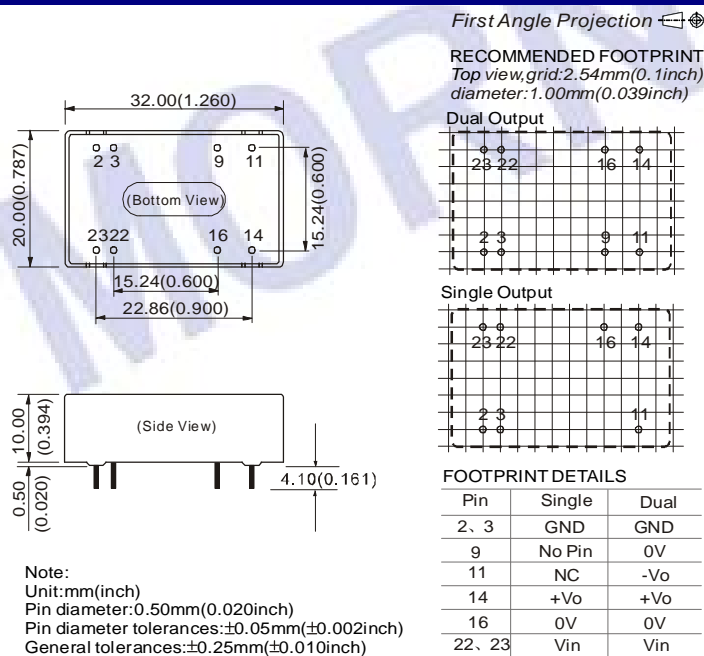 First Angle Projection
RECOMMENDED FOOTPRINT
Top view,grid:2.54mm(0.1inch)
diameter:1.00mm(0.039inch)
32.00(1.260)
20.00(0.787)
2 3 9 11
(Bottom View)
15.24(0.600)
23 22 16 14
15.24(0.600)
22.86(0.900)
Dual Output
23 22 16 14
2 3 9 11
Single Output
23 22 16 14
2 3 11
10.00
(0.394)
(Side View)
0.50
(0.020)
4.10(0.161)
FOOTPRINT DETAILS
Pin Single Dual
2、3 GND GND
9 No Pin 0V
11 NC -Vo
14 +Vo +Vo
16 0V 0V
22、23 Vin Vin
Note:
Unit:mm(inch)
Pin diameter:0.50mm(0.020inch)
Pin diameter tolerances:±0.05mm(±0.002inch)
General tolerances:±0.25mm(±0.010inch)
MORN